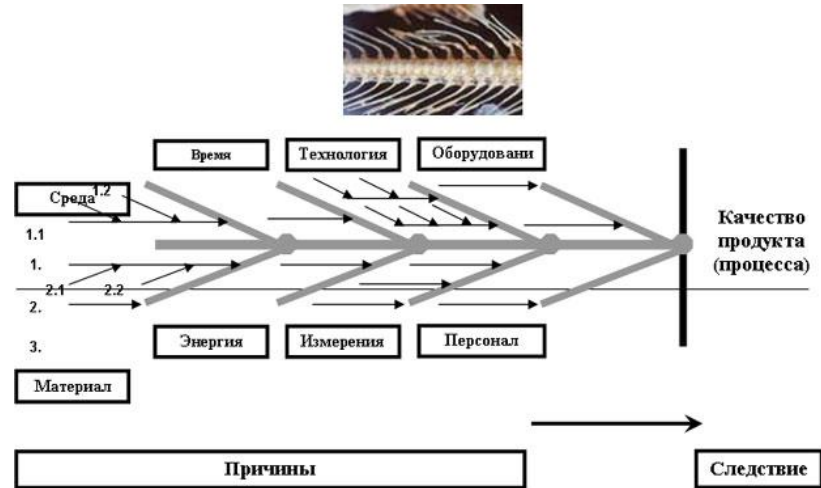 Время
Технология
Оборудовани
Среда
1.2
1.1
Качество
продукта
(процесса)
1.
2.1
2.2
2.
Энергия
Измерения
Персонал
3.
Материал
Причины
Следствие